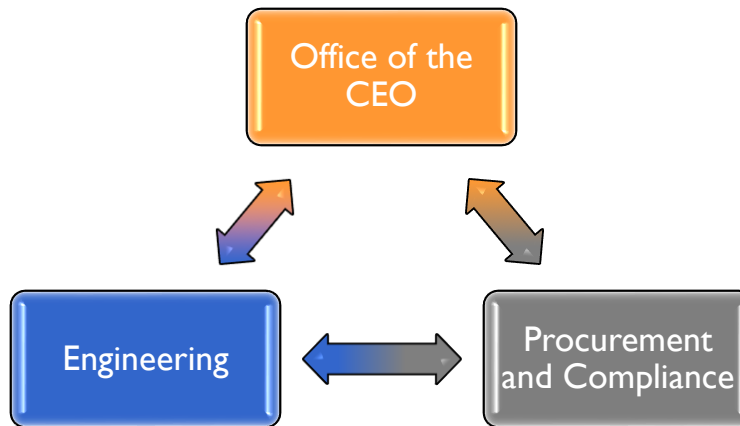 Office of the
CEO
Engineering
Procurement
and Compliance